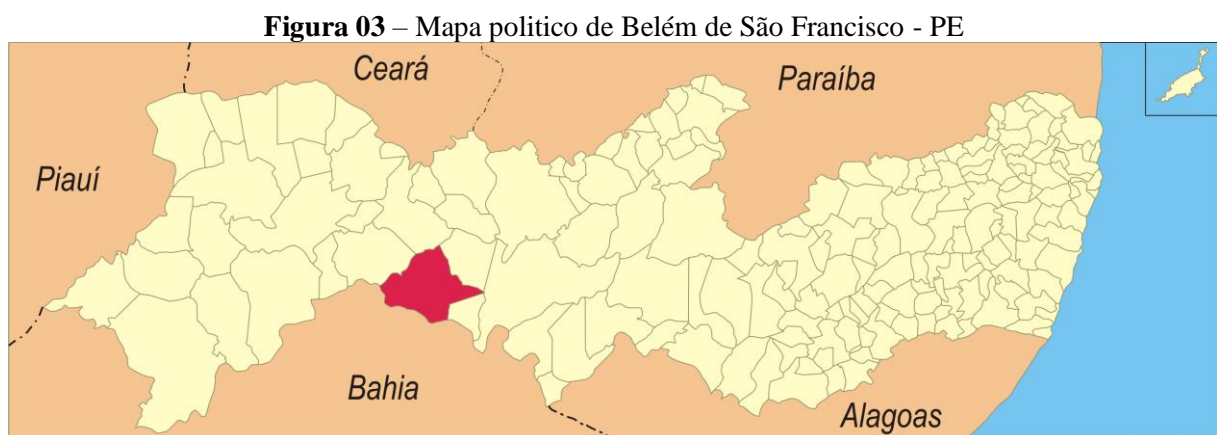 Figura 03 – Mapa politico de Belém de São Francisco - PE
Ceará
Paraíba
Piauí
Bahia
Alagoas